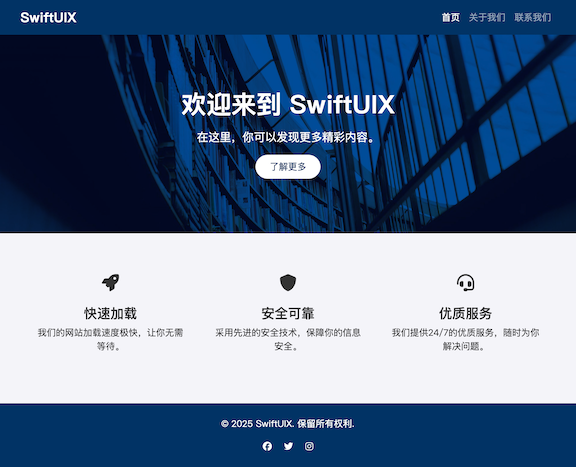 SwiftUIX
首页 关于我们 联系我们
欢迎来到 SwiftUIX
在这里，你可以发现更多精彩内容。
了解更多
快速加载
我们的网站加载速度极快，让你无需
等待。
安全可靠
采用先进的安全技术，保障你的信息
安全。
优质服务
我们提供24/7的优质服务，随时为你
解决问题。
© 2025 SwiftUIX. 保留所有权利.